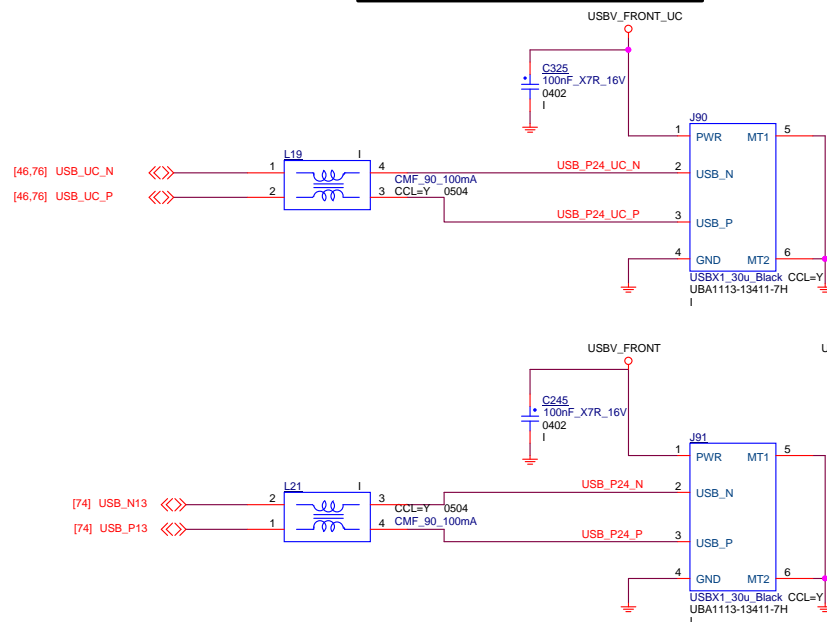 USBV_FRONT_UC
C325
100nF_X7R_16V
0402
I
J90
1 PWR MT1 5
[46,76] USB_UC_N
L19 I
1 4
CMF_90_100mA
USB_P24_UC_N
2 USB_N
[46,76] USB_UC_P
2 3
CCL=Y 0504
USB_P24_UC_P
3 USB_P
4 GND MT2 6
USBX1_30u_Black CCL=Y
UBA1113-13411-7H
I
USBV_FRONT
U
C245
100nF_X7R_16V
0402
I
J91
1 PWR MT1 5
L21 I
[74] USB_N13
2 3
CCL=Y 0504
USB_P24_N
2 USB_N
[74] USB_P13
1 4
CMF_90_100mA
USB_P24_P
3 USB_P
4 GND MT2 6
USBX1_30u_Black CCL=Y
UBA1113-13411-7H
I